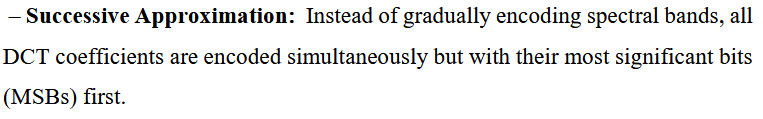 – Successive Approximation: Instead of gradually encoding spectral bands, all
DCT coefficients are encoded simultaneously but with their most significant bits
(MSBs) first.